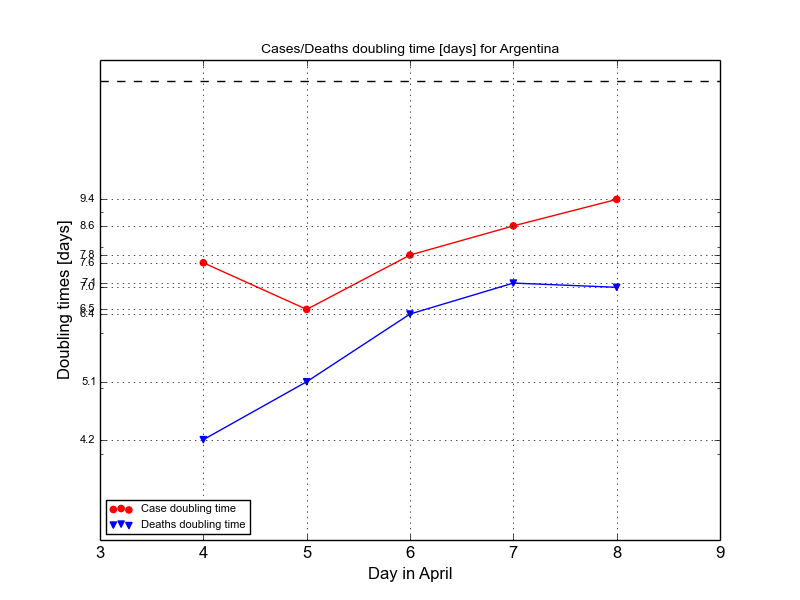 Cases/Deaths doubling time [days] for Argentina
Doubling times [days]
9.4
8.6
7.8
7.6
7.1
7.0
6.5
6.4
5.1
4.2
Case doubling time
Deaths doubling time
3 4 5 6 7 8 9
Day in April